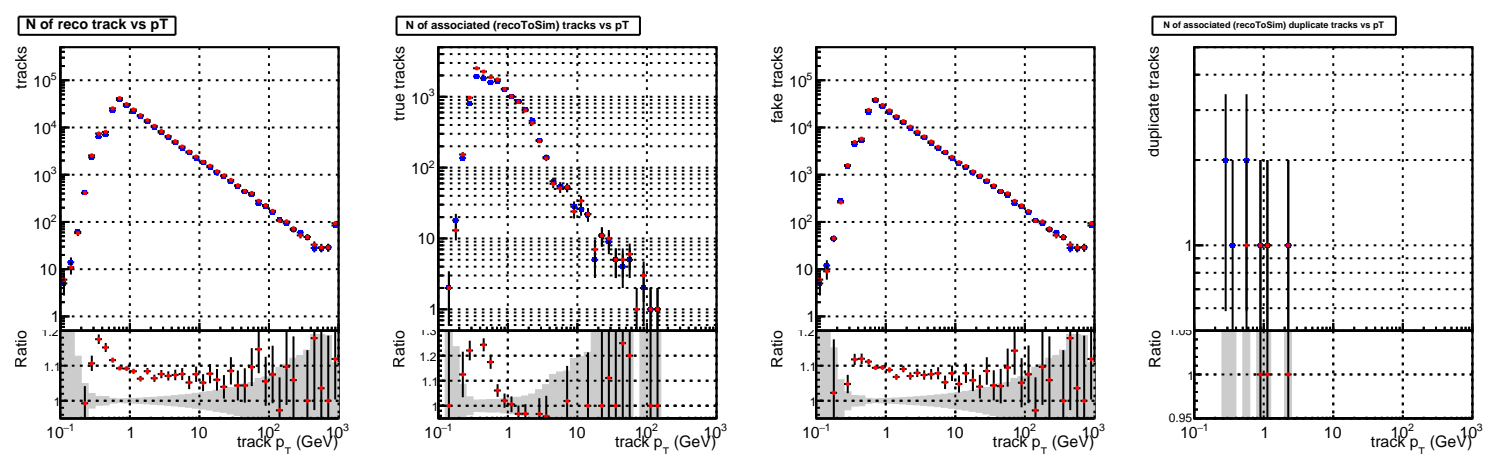 N of reco track vs pT
tracks
10^5
10^4
10^3
10^2
10
1
Ratio
1.2
1.1
1
10^-1 1 10 10^2 10^3
track p_T (GeV)
N of associated (recoToSim) tracks vs pT
true tracks
10^3
10^2
10
1
Ratio
1.3
1.2
1.1
1
10^-1 1 10 10^2 10^3
track p_T (GeV)
fake tracks
10^5
10^4
10^3
10^2
10
1
Ratio
1.2
1.1
1
10^-1 1 10 10^2 10^3
track p_T (GeV)
N of associated (recoToSim) duplicate tracks vs pT
duplicate tracks
1
Ratio
1.05
1
0.95
10^-1 1 10 10^2 10^3
track p_T (GeV)